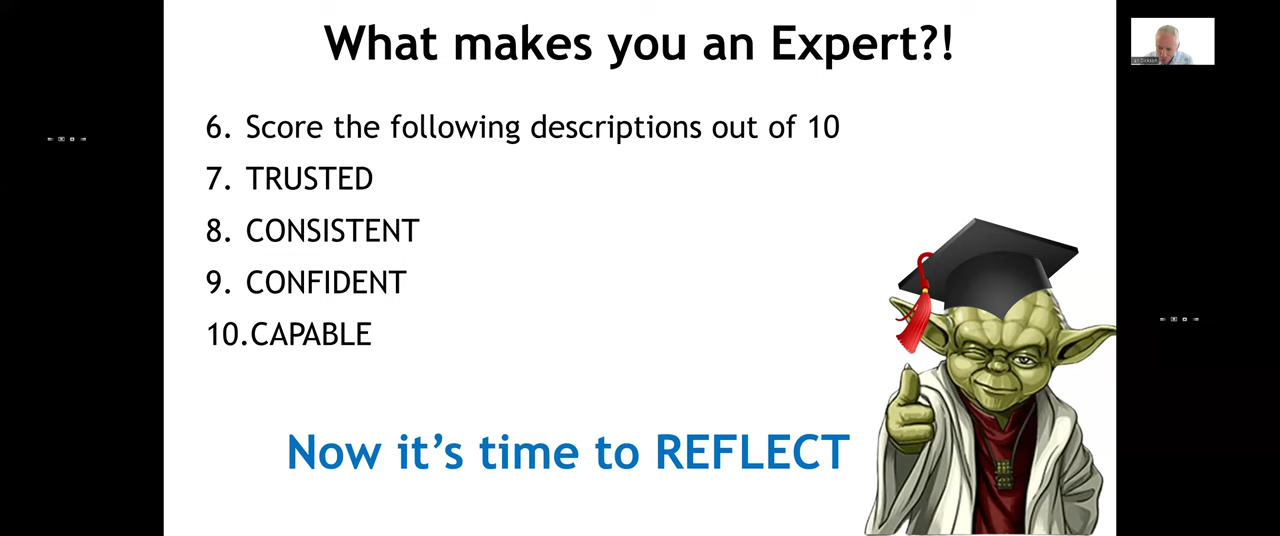 What makes you an Expert?!
6. Score the following descriptions out of 10
7. TRUSTED
8. CONSISTENT
9. CONFIDENT
10.CAPABLE
Now it's time to REFLECT